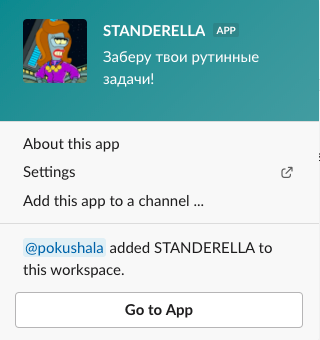 STANDERELLA APP
Заберу твои рутинные
задачи!
About this app
Settings
Add this app to a channel ...
@pokushala added STANDERELLA to
this workspace.
Go to App